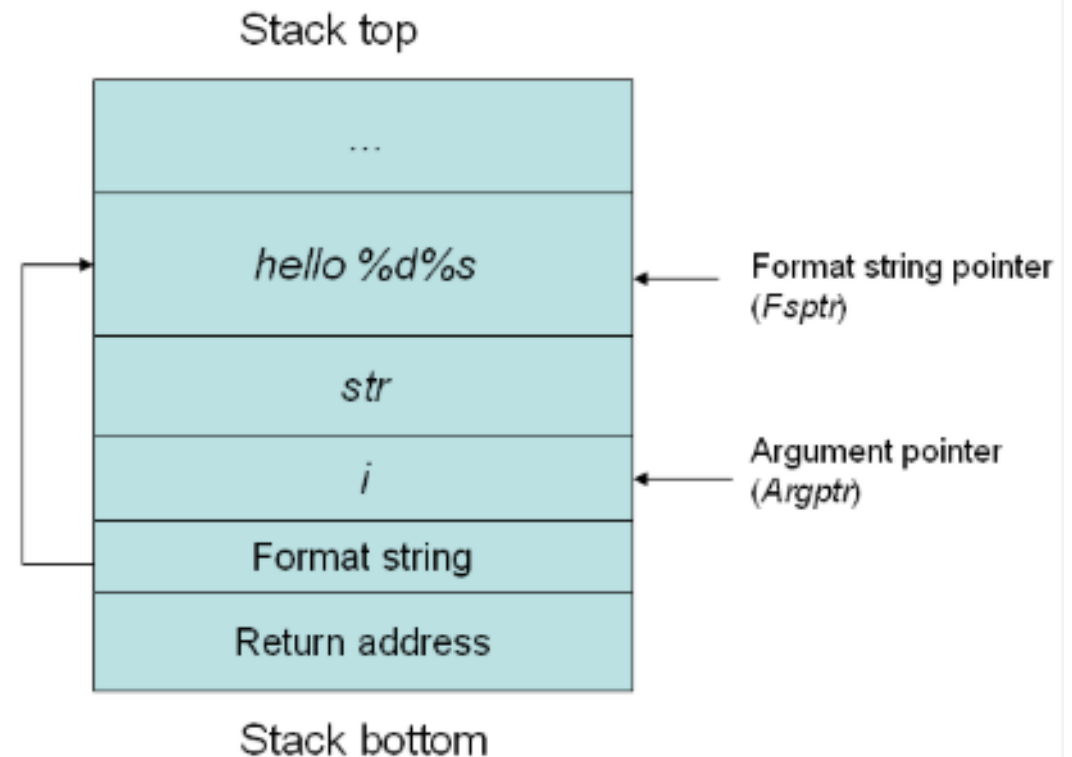 Stack top
...
hello %d%s
Format string pointer
(Fsptr)
str
i
Argument pointer
(Argptr)
Format string
Return address
Stack bottom